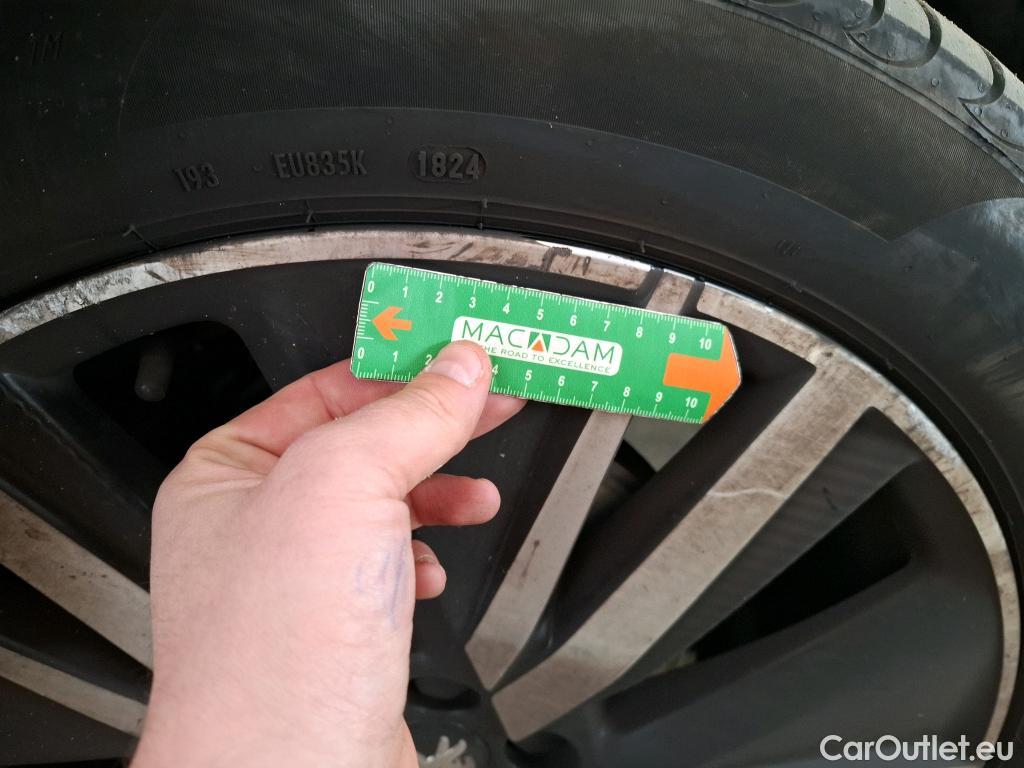 193 EU835K 1824
0 1 2 3 4 5 6 7 8 9 10
MACADAM
THE ROAD TO EXCELLENCE
0 1 2 4 5 6 7 8 9 10
CarOutlet.eu